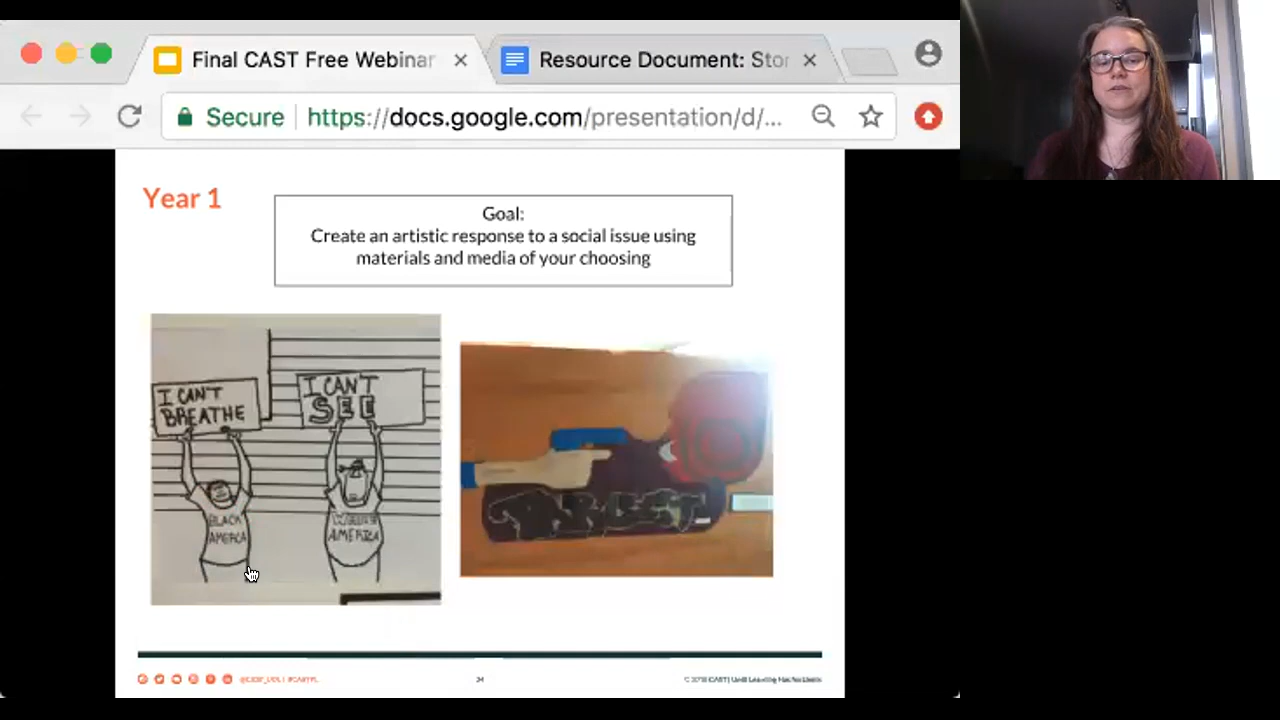 Final CAST Free Webinar
Resource Document: Stor
Secure
https://docs.google.com/presentation/d/...
Year 1
Goal:
Create an artistic response to a social issue using
materials and media of your choosing
I CAN'T
BREATHE
I CAN'T
SEE
BLACK
AMERICA
AMERICA
24